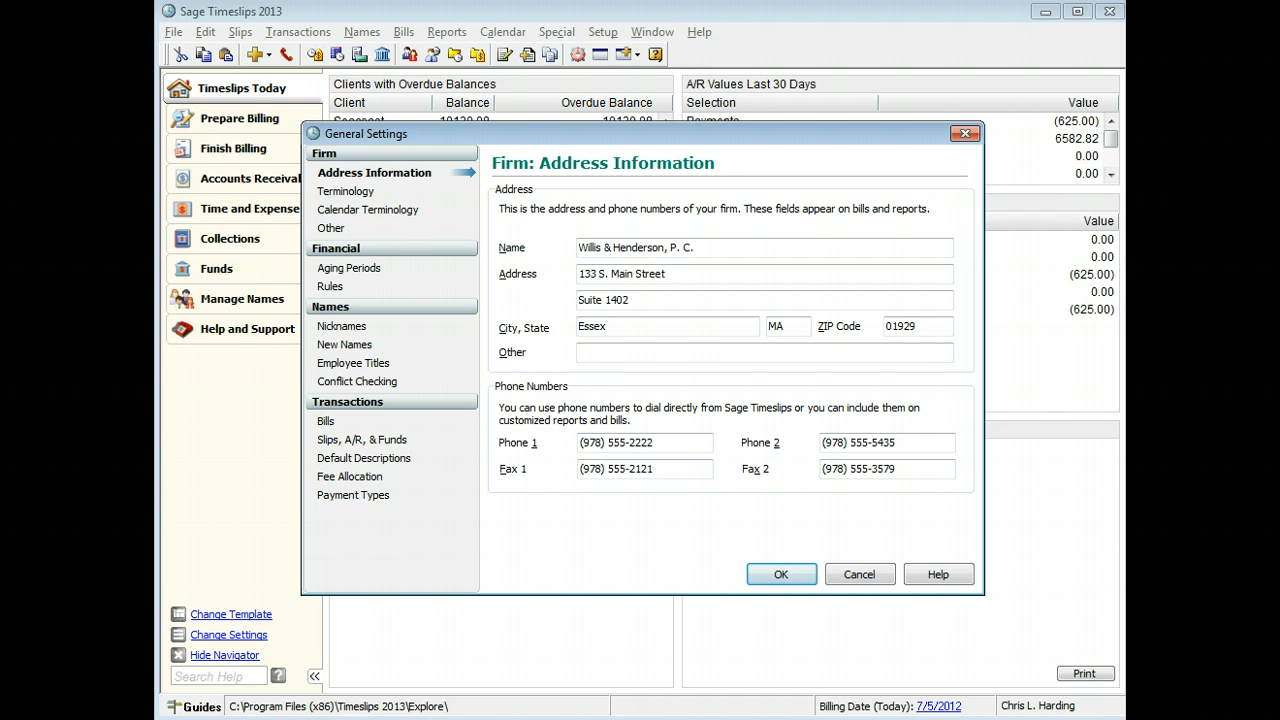 Sage Timeslips 2013
File Edit Slips Transactions Names Bills Reports Calendar Special Setup Window Help
Timeslips Today
Prepare Billing
Finish Billing
Accounts Receival
Time and Expense
Collections
Funds
Manage Names
Help and Support
Change Template
Change Settings
Hide Navigator
Search Help
Clients with Overdue Balances
Client Balance Overdue Balance
A/R Values Last 30 Days
Selection Value
Payments (625.00)
6582.82
0.00
0.00
Value
0.00
0.00
(625.00)
0.00
(625.00)
General Settings
Firm
Address Information
Terminology
Calendar Terminology
Other
Financial
Aging Periods
Rules
Names
Nicknames
New Names
Employee Titles
Conflict Checking
Transactions
Bills
Slips, A/R, & Funds
Default Descriptions
Fee Allocation
Payment Types
Firm: Address Information
Address
This is the address and phone numbers of your firm. These fields appear on bills and reports.
Name Willis & Henderson, P. C.
Address 133 S. Main Street
Suite 1402
City, State Essex MA ZIP Code 01929
Other
Phone Numbers
You can use phone numbers to dial directly from Sage Timeslips or you can include them on
customized reports and bills.
Phone 1 (978) 555-2222 Phone 2 (978) 555-5435
Fax 1 (978) 555-2121 Fax 2 (978) 555-3579
OK Cancel Help
Print
Guides C:\Program Files (x86)\Timeslips 2013\Explore\ Billing Date (Today): 7/5/2012 Chris L. Harding